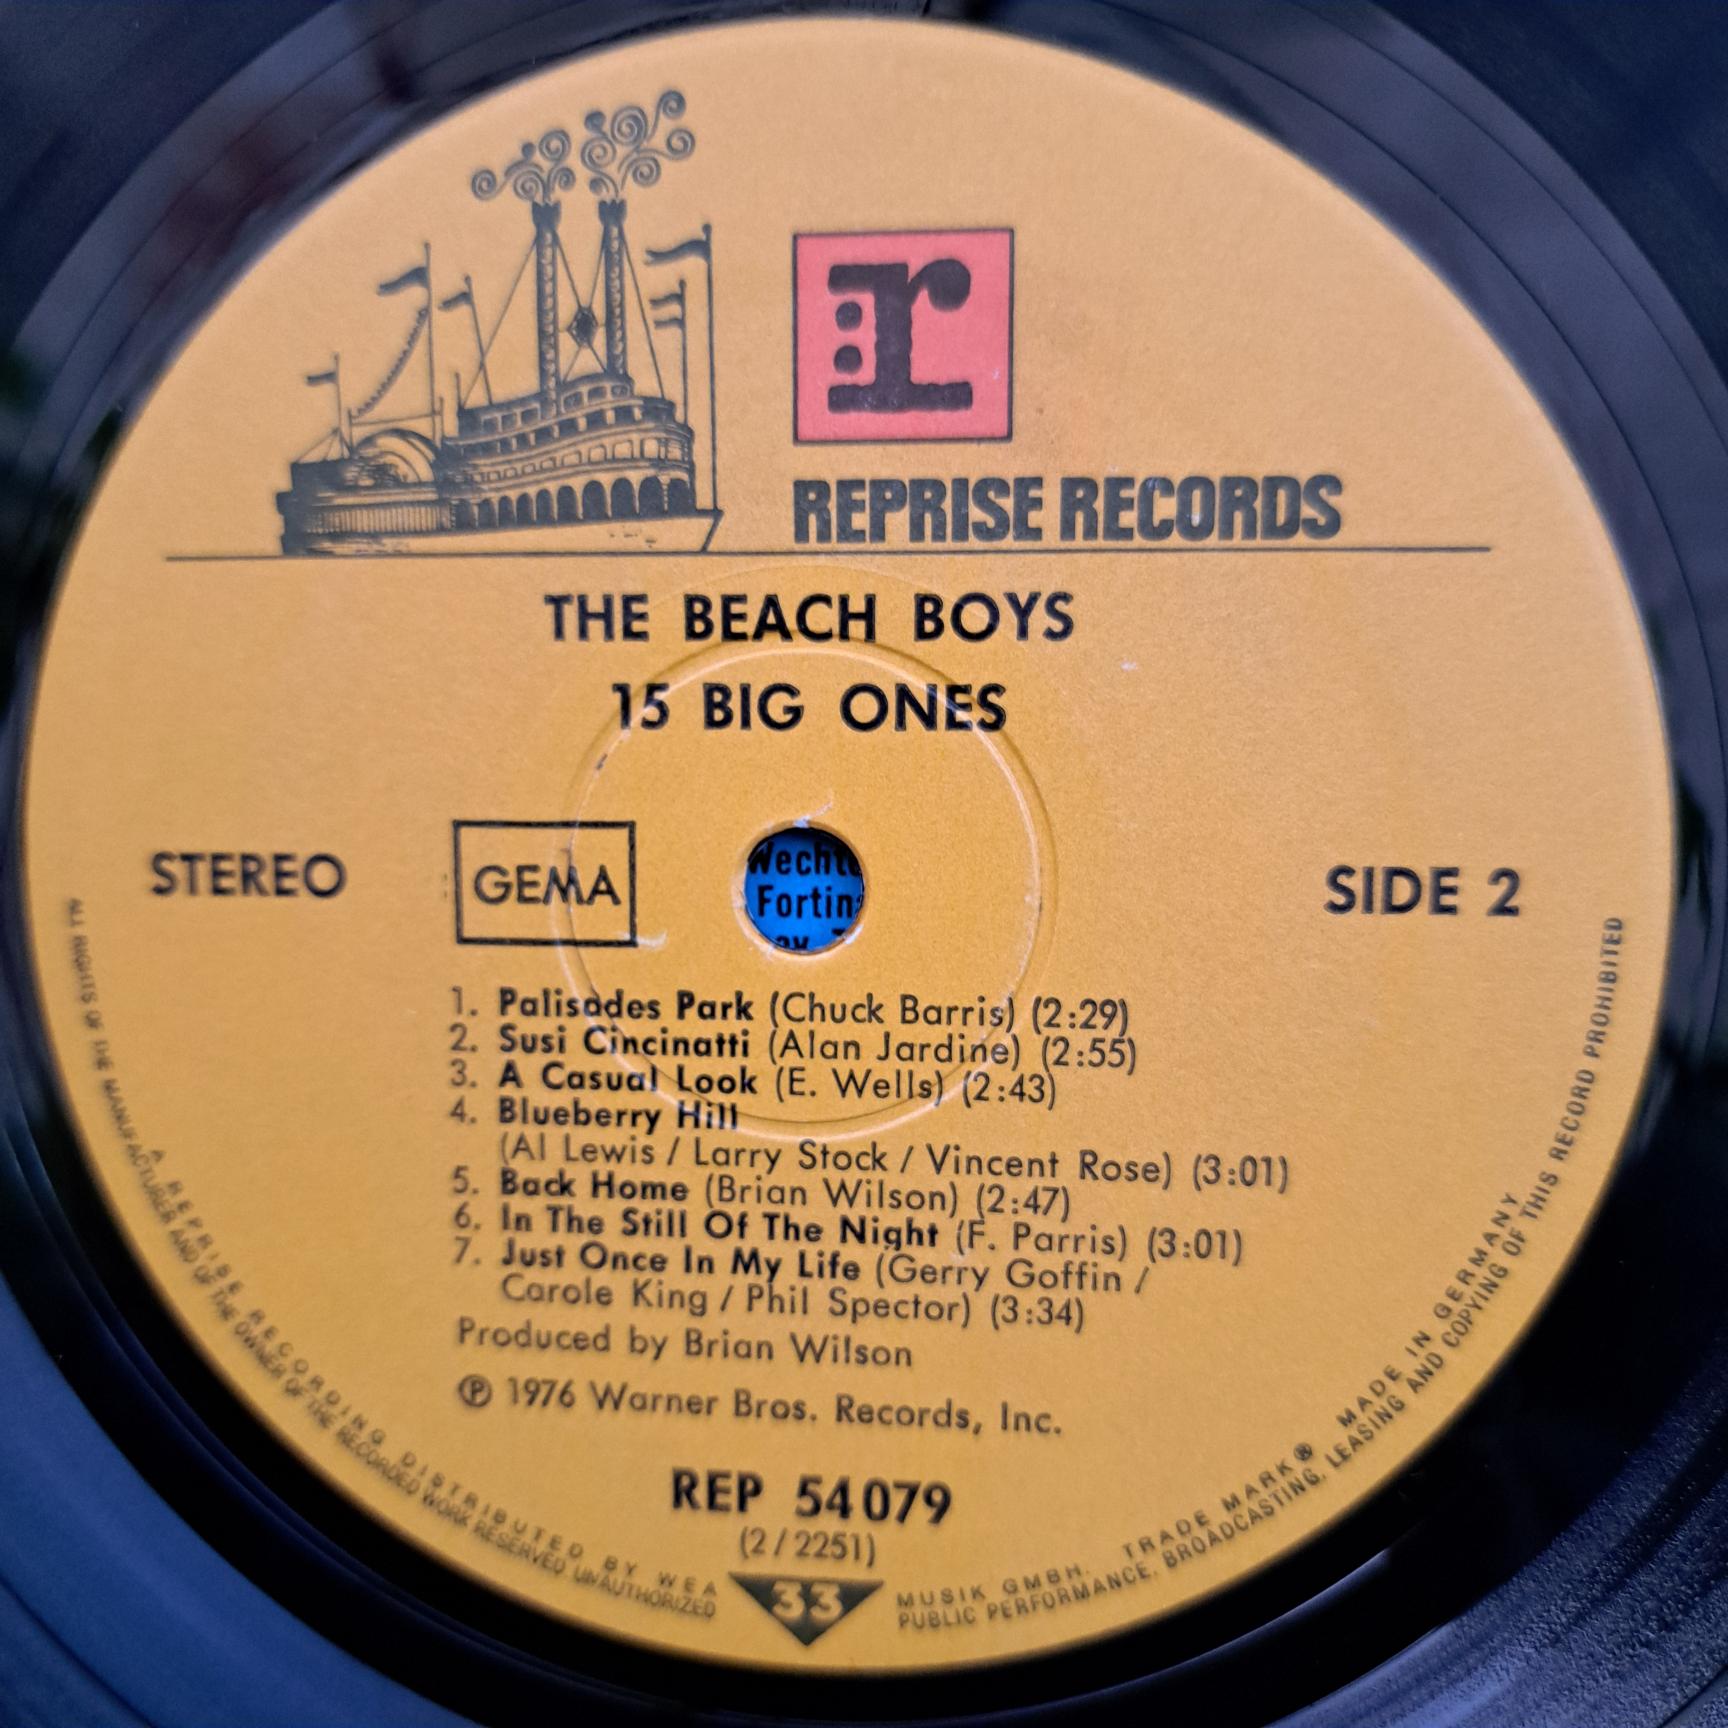 r
REPRISE RECORDS
THE BEACH BOYS
15 BIG ONES
STEREO
GEMA
SIDE 2
Wecht
Fortin
1. Palisades Park (Chuck Barris) (2:29)
2. Susi Cincinatti (Alan Jardine) (2:55)
3. A Casual Look (E. Wells) (2:43)
4. Blueberry Hill
(Al Lewis / Larry Stock / Vincent Rose) (3:01)
5. Back Home (Brian Wilson) (2:47)
6. In The Still Of The Night (F. Parris) (3:01)
7. Just Once In My Life (Gerry Goffin /
Carole King / Phil Spector) (3:34)
Produced by Brian Wilson
℗ 1976 Warner Bros. Records, Inc.
REP 54 079
(2 / 2251)
33
A REPRISE RECORDING DISTRIBUTED BY WEA MUSIK GMBH. TRADE MARK® MADE IN GERMANY
ALL RIGHTS OF THE MANUFACTURER AND OF THE OWNER OF THE RECORDED WORK RESERVED UNAUTHORIZED PUBLIC PERFORMANCE, BROADCASTING, LEASING AND COPYING OF THIS RECORD PROHIBITED